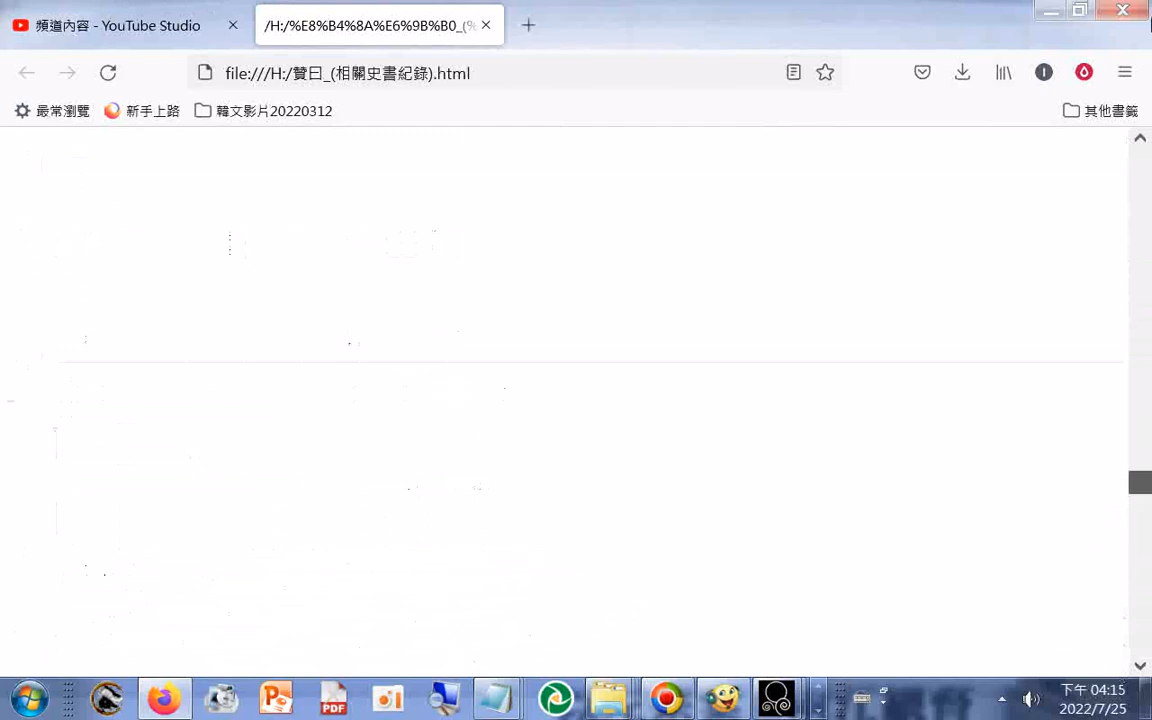 頻道內容 - YouTube Studio
/H:/%E8%B4%8A%E6%9B%B0_(%
file:///H:/贊曰_(相關史書紀錄).html
最常瀏覽
新手上路
韓文影片20220312
其他書籤
PDF
下午 04:15
2022/7/25